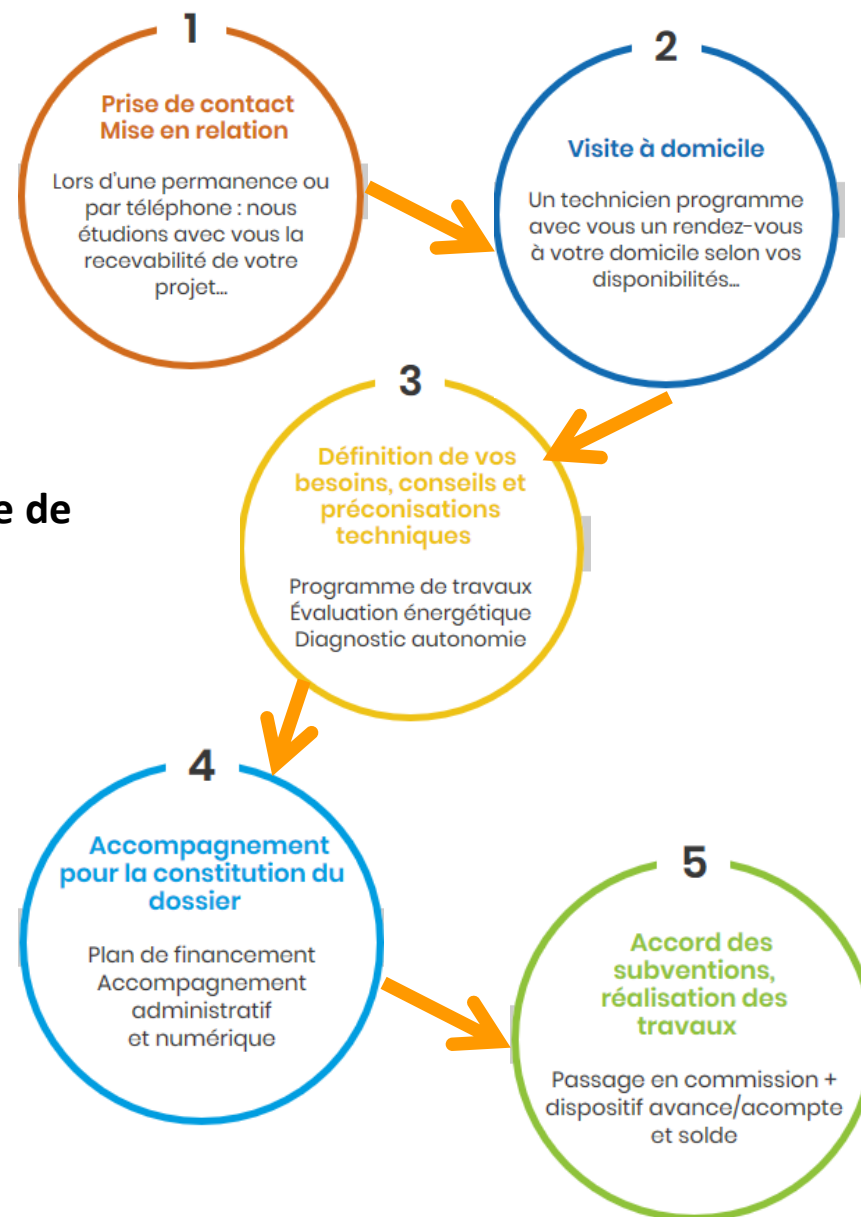 1
Prise de contact
Mise en relation
Lors d'une permanence ou
par téléphone : nous
étudions avec vous la
recevabilité de votre
projet...
2
Visite à domicile
Un technicien programme
avec vous un rendez-vous
à votre domicile selon vos
disponibilités...
3
Définition de vos
besoins, conseils et
préconisations
techniques
Programme de travaux
Évaluation énergétique
Diagnostic autonomie
e de
4
Accompagnement
pour la constitution du
dossier
Plan de financement
Accompagnement
administratif
et numérique
5
Accord des
subventions,
réalisation des
travaux
Passage en commission +
dispositif avance/acompte
et solde